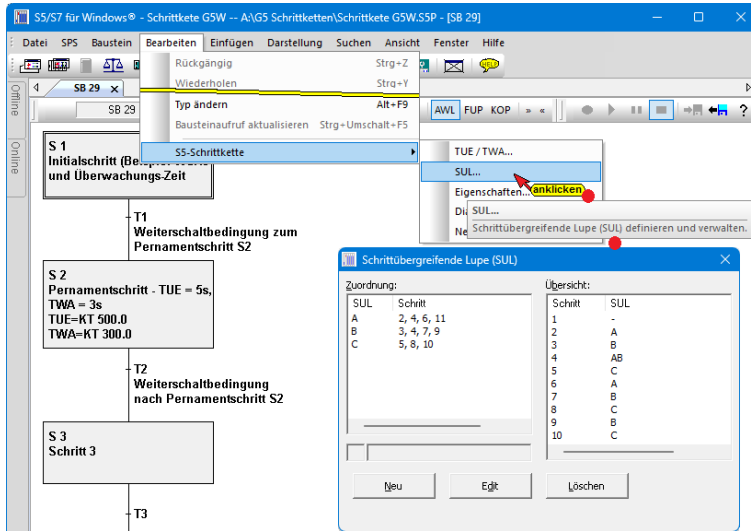 S5/S7 für Windows® - Schrittkete G5W -- A:\G5 Schrittketten\Schrittkete G5W.S5P - [SB 29]
Datei SPS Baustein Bearbeiten Einfügen Darstellung Suchen Ansicht Fenster Hilfe
HELP
Rückgängig Strg+Z
Wiederholen Strg+Y
Typ ändern Alt+F9
Bausteinaufruf aktualisieren Strg+Umschalt+F5
S5-Schrittkette
SB 29 x
SB 29
AWL FUP KOP » « ?
Offline
Online
TUE / TWA...
SUL...
Eigenschaften...
anklicken
SUL...
Schrittübergreifende Lupe (SUL) definieren und verwalten.
S 1
Initialschritt
und Überwachungs-Zeit
T1
Weiterschaltbedingung zum
Pernamentschritt S2
S 2
Pernamentschritt - TUE = 5s,
TWA = 3s
TUE=KT 500.0
TWA=KT 300.0
T2
Weiterschaltbedingung
nach Pernamentschritt S2
S 3
Schritt 3
T3
Schrittübergreifende Lupe (SUL)
Zuordnung:
SUL Schritt
A 2, 4, 6, 11
B 3, 4, 7, 9
C 5, 8, 10
Übersicht:
Schritt SUL
1 -
2 A
3 B
4 AB
5 C
6 A
7 B
8 C
9 B
10 C
Neu Edit Löschen